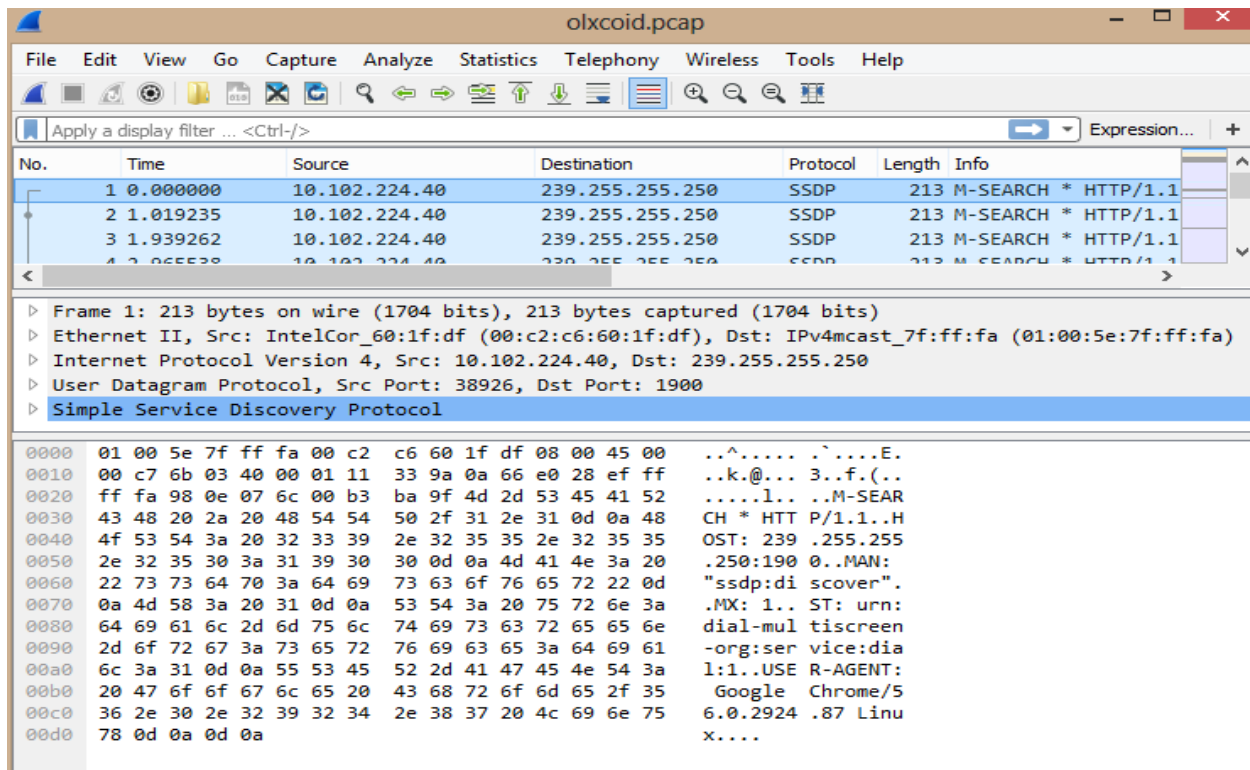 olxcoid.pcap
File Edit View Go Capture Analyze Statistics Telephony Wireless Tools Help
Apply a display filter ... <Ctrl-/> Expression... +
No. Time Source Destination Protocol Length Info
1 0.000000 10.102.224.40 239.255.255.250 SSDP 213 M-SEARCH * HTTP/1.1
2 1.019235 10.102.224.40 239.255.255.250 SSDP 213 M-SEARCH * HTTP/1.1
3 1.939262 10.102.224.40 239.255.255.250 SSDP 213 M-SEARCH * HTTP/1.1
4 2.965538 10.102.224.40 239.255.255.250 SSDP 213 M-SEARCH * HTTP/1.1
Frame 1: 213 bytes on wire (1704 bits), 213 bytes captured (1704 bits)
Ethernet II, Src: IntelCor_60:1f:df (00:c2:c6:60:1f:df), Dst: IPv4mcast_7f:ff:fa (01:00:5e:7f:ff:fa)
Internet Protocol Version 4, Src: 10.102.224.40, Dst: 239.255.255.250
User Datagram Protocol, Src Port: 38926, Dst Port: 1900
Simple Service Discovery Protocol
0000 01 00 5e 7f ff fa 00 c2 c6 60 1f df 08 00 45 00 ..^..... .`....E.
0010 00 c7 6b 03 40 00 01 11 33 9a 0a 66 e0 28 ef ff ..k.@... 3..f.(..
0020 ff fa 98 0e 07 6c 00 b3 ba 9f 4d 2d 53 45 41 52 .....l.. ..M-SEAR
0030 43 48 20 2a 20 48 54 54 50 2f 31 2e 31 0d 0a 48 CH * HTT P/1.1..H
0040 4f 53 54 3a 20 32 33 39 2e 32 35 35 2e 32 35 35 OST: 239 .255.255
0050 2e 32 35 30 3a 31 39 30 30 0d 0a 4d 41 4e 3a 20 .250:190 0..MAN:
0060 22 73 73 64 70 3a 64 69 73 63 6f 76 65 72 22 0d "ssdp:di scover".
0070 0a 4d 58 3a 20 31 0d 0a 53 54 3a 20 75 72 6e 3a .MX: 1.. ST: urn:
0080 64 69 61 6c 2d 6d 75 6c 74 69 73 63 72 65 65 6e dial-mul tiscreen
0090 2d 6f 72 67 3a 73 65 72 76 69 63 65 3a 64 69 61 -org:ser vice:dia
00a0 6c 3a 31 0d 0a 55 53 45 52 2d 41 47 45 4e 54 3a l:1..USE R-AGENT:
00b0 20 47 6f 6f 67 6c 65 20 43 68 72 6f 6d 65 2f 35 Google Chrome/5
00c0 36 2e 30 2e 32 39 32 34 2e 38 37 20 4c 69 6e 75 6.0.2924 .87 Linu
00d0 78 0d 0a 0d 0a x....